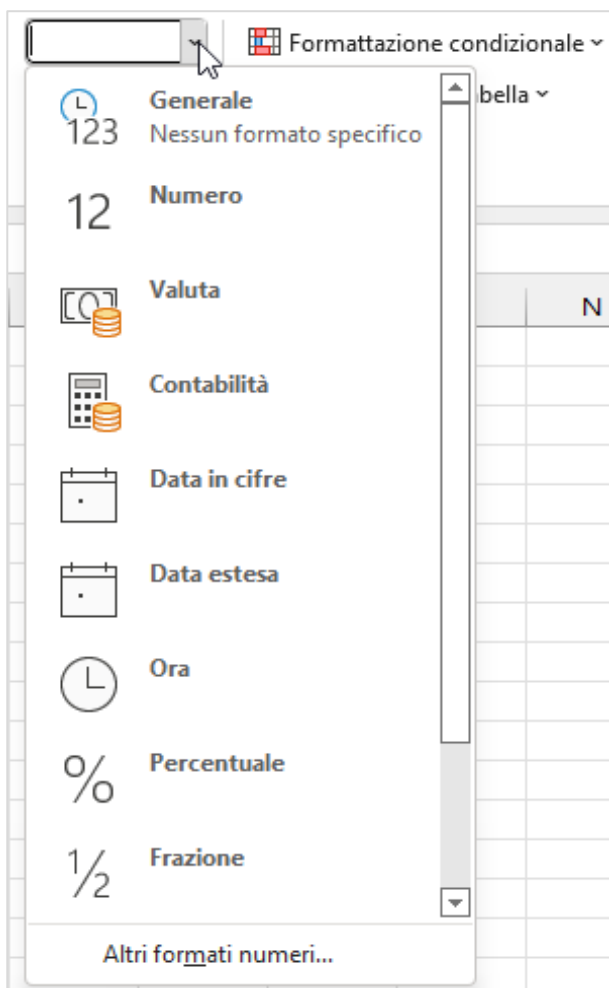 Formattazione condizionale
bella
Generale
123
Nessun formato specifico
12
Numero
Valuta
N
Contabilità
Data in cifre
Data estesa
Ora
%
Percentuale
1/2
Frazione
Altri formati numeri...